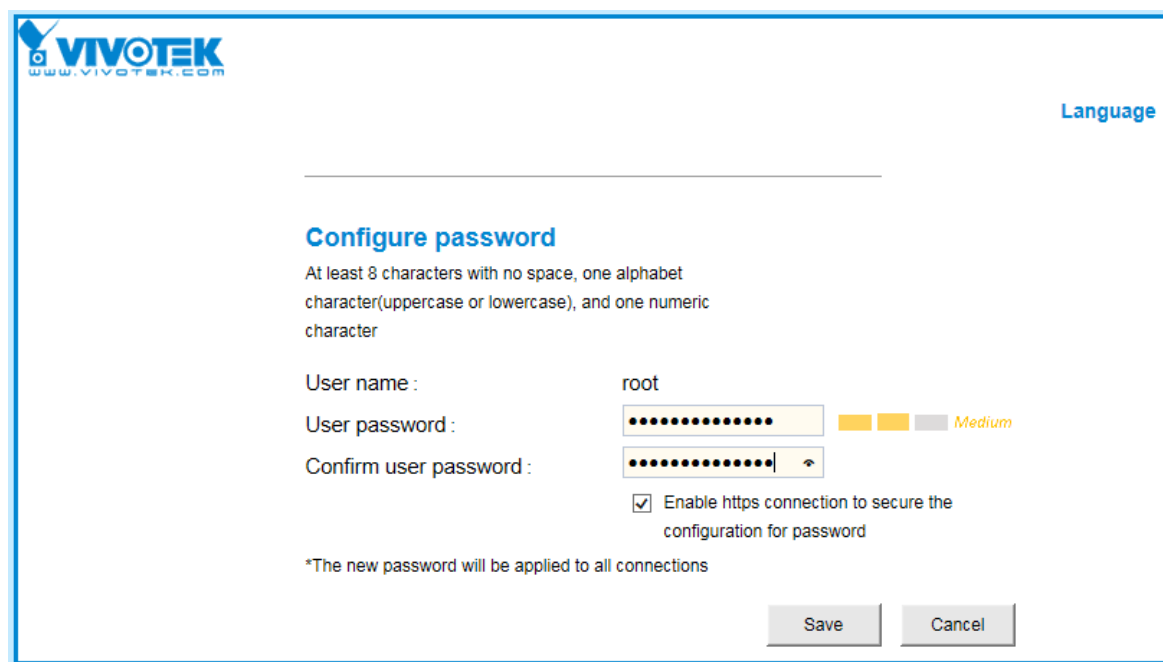 VIVOTEK
www.vivotek.com
Language
Configure password
At least 8 characters with no space, one alphabet
character(uppercase or lowercase), and one numeric
character
User name : root
User password : •••••••••••••• Medium
Confirm user password : ••••••••••••••
Enable https connection to secure the
configuration for password
*The new password will be applied to all connections
Save Cancel